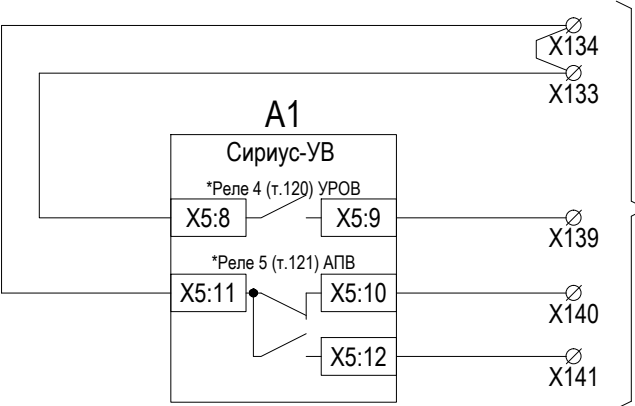 X134
X133
A1
Сириус-УВ
*Реле 4 (т.120) УРОВ
X5:8
X5:9
X139
*Реле 5 (т.121) АПВ
X5:11
X5:10
X140
X5:12
X141